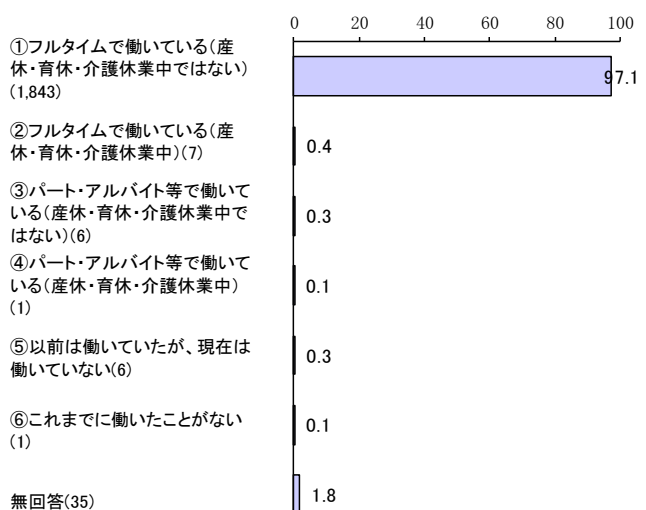 0 20 40 60 80 100
①フルタイムで働いている(産
休・育休・介護休業中ではない)
(1,843)
97.1
②フルタイムで働いている(産
休・育休・介護休業中)(7)
0.4
③パート・アルバイト等で働いて
いる(産休・育休・介護休業中で
はない)(6)
0.3
④パート・アルバイト等で働いて
いる(産休・育休・介護休業中)
(1)
0.1
⑤以前は働いていたが、現在は
働いていない(6)
0.3
⑥これまでに働いたことがない
(1)
0.1
無回答(35)
1.8